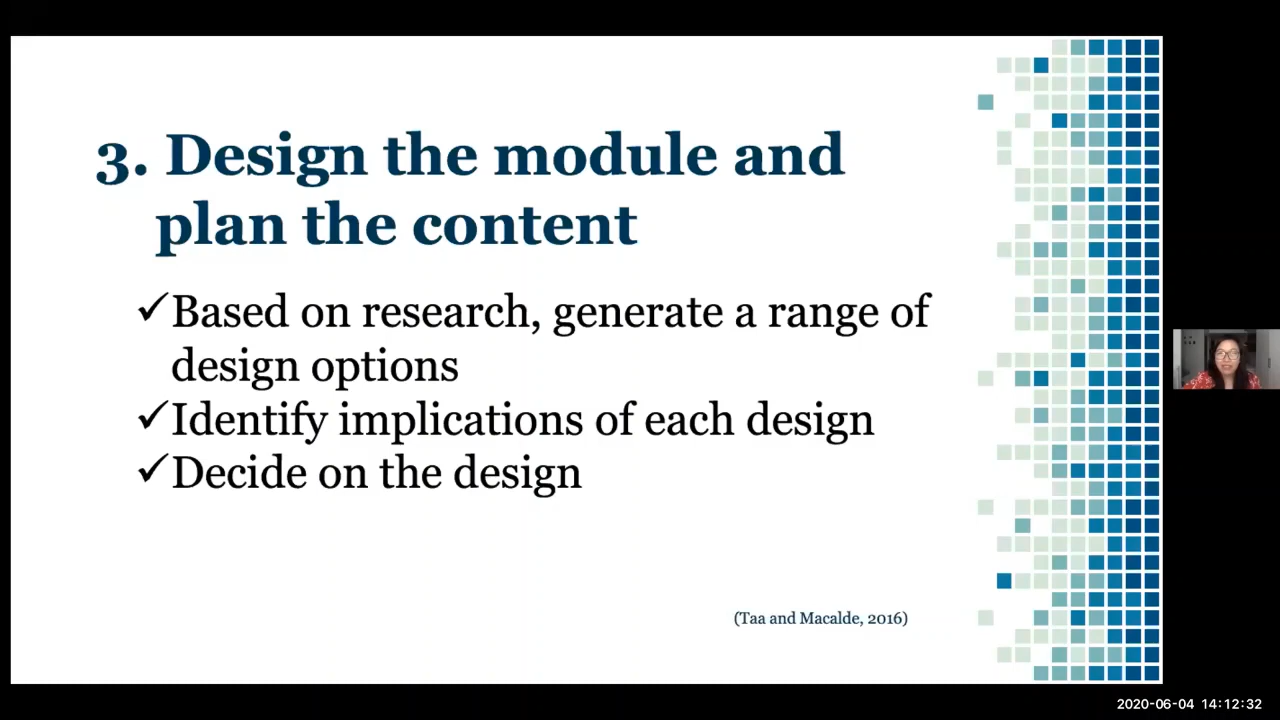 3. Design the module and
plan the content
✓Based on research, generate a range of
design options
✓Identify implications of each design
✓Decide on the design
(Taa and Macalde, 2016)
2020-06-04 14:12:32